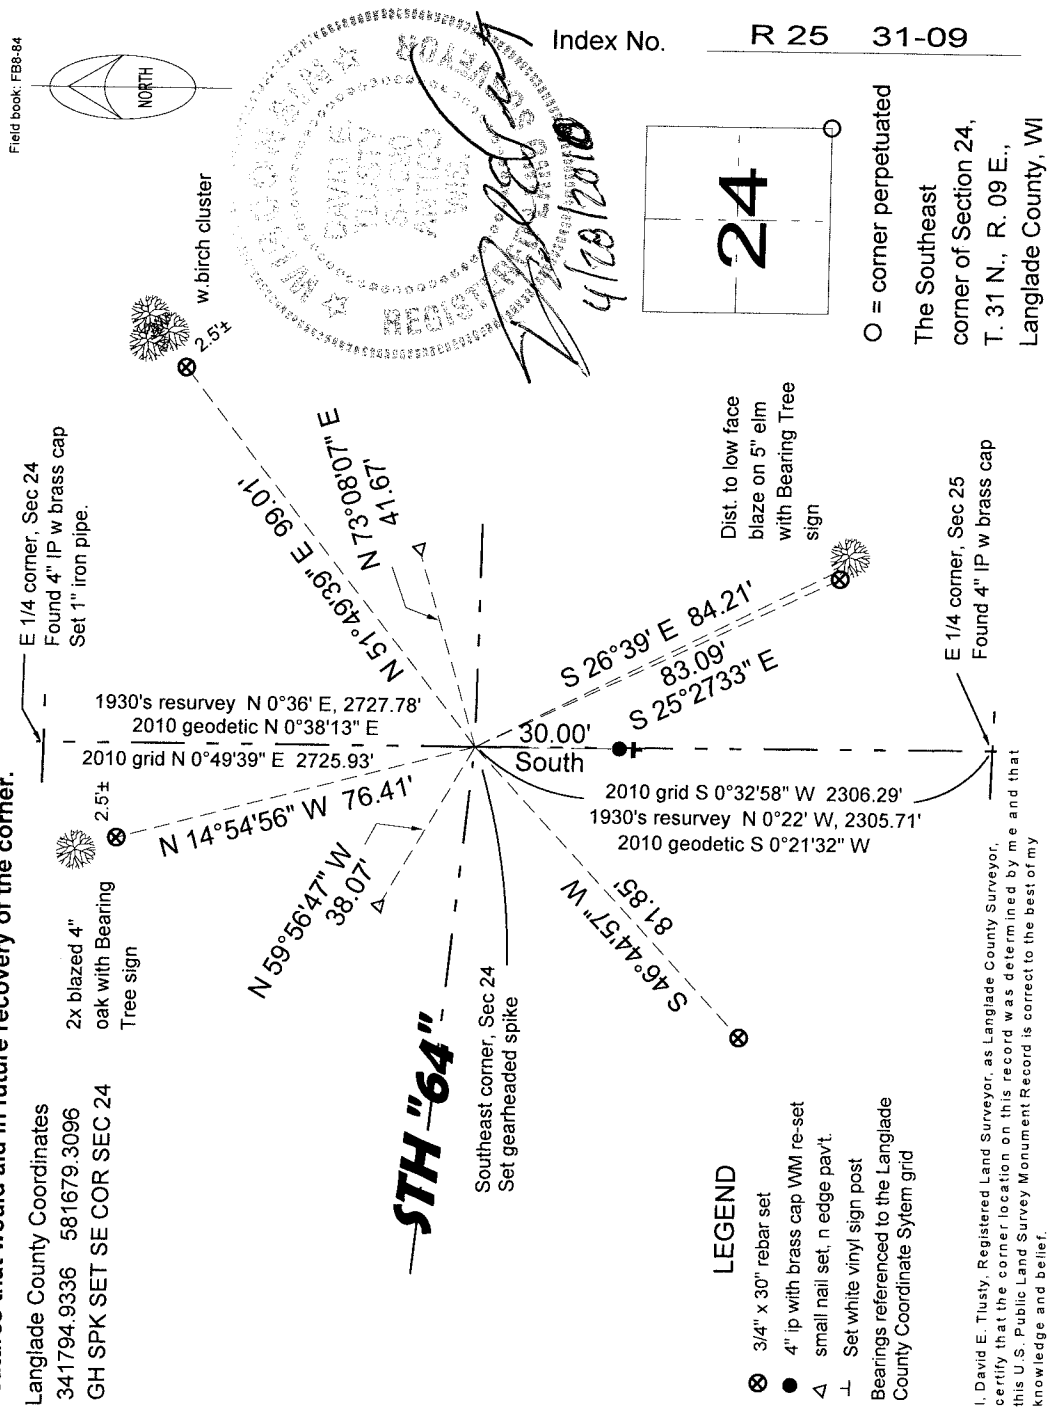 Index No. R 25 31-09
Field book: FB8-84
NORTH
atures that would aid in future recovery of the corner.
Langlade County Coordinates
341794.9336 581679.3096
GH SPK SET SE COR SEC 24
2x blazed 4"
oak with Bearing
Tree sign
2.5'±
E 1/4 corner, Sec 24
Found 4" IP w brass cap
Set 1" iron pipe.
w.birch cluster
2.5'±
1930's resurvey N 0°36' E, 2727.78'
2010 geodetic N 0°38'13" E
2010 grid N 0°49'39" E 2725.93'
N 14°54'56" W 76.41'
N 59°56'47" W
38.07'
N 51°49'39" E 99.01'
N 73°08'07" E
41.67'
STH "64"
Southeast corner, Sec 24
Set gearheaded spike
30.00'
South
S 26°39' E 84.21'
83.09'
S 25°2733" E
Dist. to low face
blaze on 5" elm
with Bearing Tree
sign
S 46°44'57" W
81.85'
2010 grid S 0°32'58" W 2306.29'
1930's resurvey N 0°22' W, 2305.71'
2010 geodetic S 0°21'32" W
E 1/4 corner, Sec 25
Found 4" IP w brass cap
LEGEND
3/4" x 30" rebar set
4" ip with brass cap WM re-set
small nail set, n edge pav't.
Set white vinyl sign post
Bearings referenced to the Langlade
County Coordinate Sytem grid
WISCONSIN
DAVID E.
TLUSTY
ANTIGO
WIS.
REGISTERED LAND SURVEYOR
4/28/2010
24
O = corner perpetuated
The Southeast
corner of Section 24,
T. 31 N., R. 09 E.,
Langlade County, WI
I, David E. Tlusty, Registered Land Surveyor, as Langlade County Surveyor,
certify that the corner location on this record was determined by me and that
this U.S. Public Land Survey Monument Record is correct to the best of my
knowledge and belief.